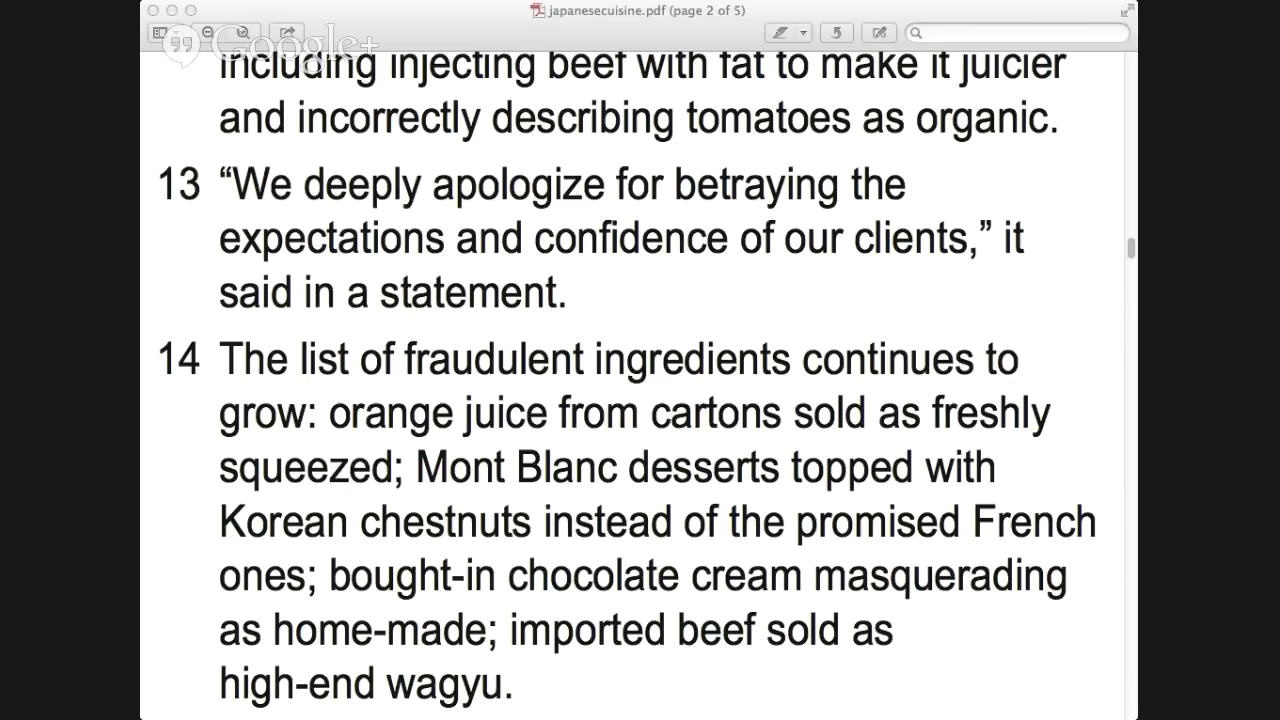 japanesecuisine.pdf (page 2 of 5)
Google+
including injecting beef with fat to make it juicier
and incorrectly describing tomatoes as organic.
13 “We deeply apologize for betraying the
expectations and confidence of our clients,” it
said in a statement.
14 The list of fraudulent ingredients continues to
grow: orange juice from cartons sold as freshly
squeezed; Mont Blanc desserts topped with
Korean chestnuts instead of the promised French
ones; bought-in chocolate cream masquerading
as home-made; imported beef sold as
high-end wagyu.